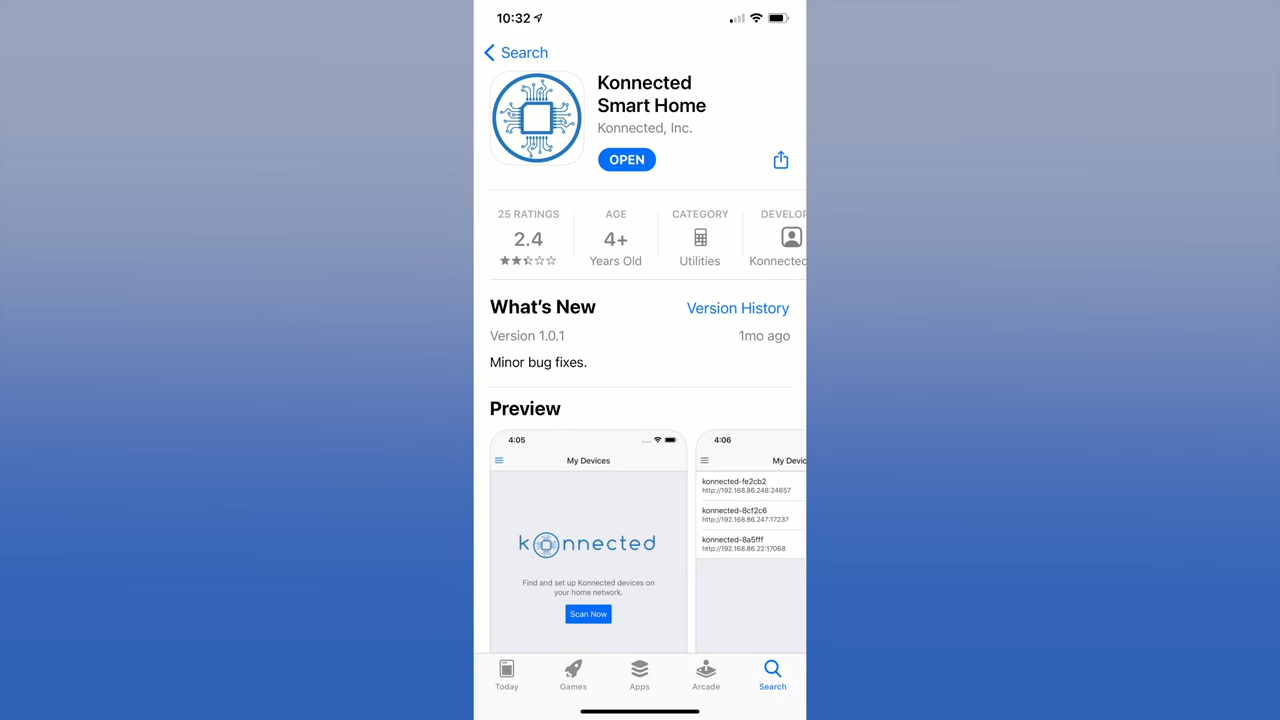 10:32
Search
Konnected
Smart Home
Konnected, Inc.
OPEN
25 RATINGS
AGE
CATEGORY
DEVELOP
2.4
4+
Years Old
Utilities
Konnected
What's New
Version History
Version 1.0.1
1mo ago
Minor bug fixes.
Preview
4:05
My Devices
konnected
Find and set up Konnected devices on
your home network.
Scan Now
4:06
My Devic
konnected-fe2cb2
http://192.168.86.248:24657
konnected-8cf2c6
http://192.168.86.247:17237
konnected-8a5fff
http://192.168.86.22:17068
Today
Games
Apps
Arcade
Search